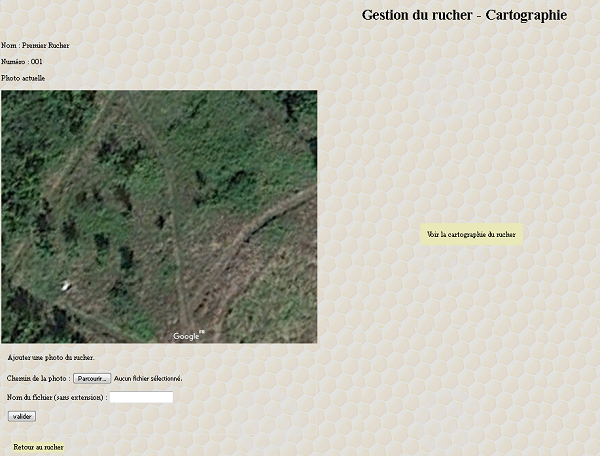 Gestion du rucher - Cartographie
Nom : Premier Rucher
Numéro : 001
Photo actuelle
Google
Voir la cartographie du rucher
Ajouter une photo du rucher.
Chemin de la photo : Parcourir... Aucun fichier sélectionné.
Nom du fichier (sans extension) :
valider
Retour au rucher